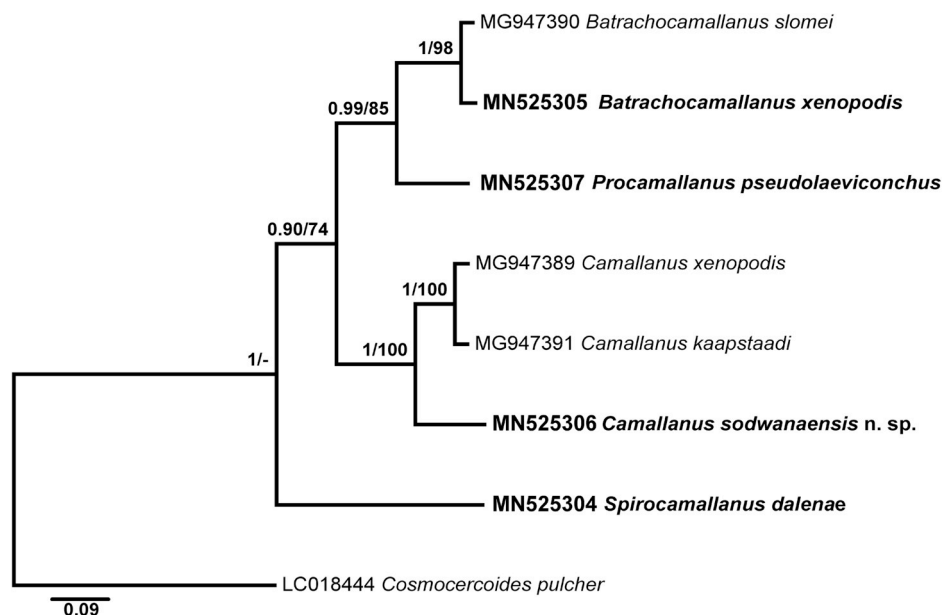 MG947390 Batrachocamallanus slomei
1/98
MN525305 Batrachocamallanus xenopodis
0.99/85
MN525307 Procamallanus pseudolaeviconchus
0.90/74
MG947389 Camallanus xenopodis
1/100
MG947391 Camallanus kaapstaadi
1/100
1/-
MN525306 Camallanus sodwanaensis n. sp.
MN525304 Spirocamallanus dalenae
LC018444 Cosmocercoides pulcher
0.09